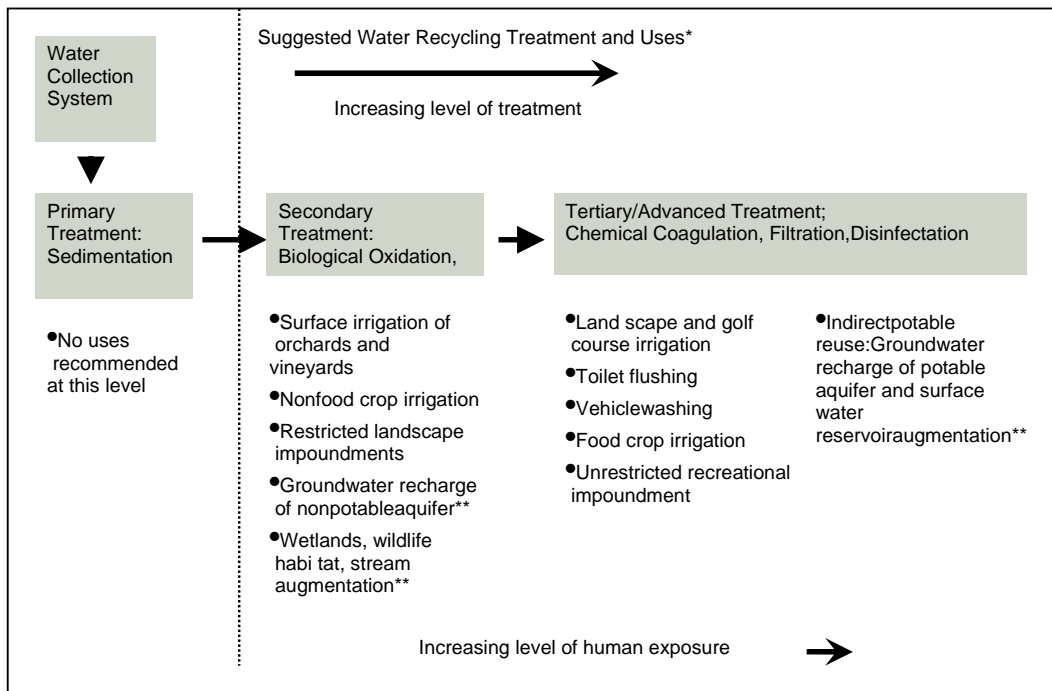 Water
Collection
System
Suggested Water Recycling Treatment and Uses*
Increasing level of treatment
Primary
Treatment:
Sedimentation
Secondary
Treatment:
Biological Oxidation,
Tertiary/Advanced Treatment;
Chemical Coagulation, Filtration,Disinfectation
●No uses
recommended
at this level
●Surface irrigation of
orchards and
vineyards
●Nonfood crop irrigation
●Restricted landscape
impoundments
●Groundwater recharge
of nonpotableaquifer**
●Wetlands, wildlife
habi tat, stream
augmentation**
●Land scape and golf
course irrigation
●Toilet flushing
●Vehiclewashing
●Food crop irrigation
●Unrestricted recreational
impoundment
●Indirectpotable
reuse:Groundwater
recharge of potable
aquifer and surface
water
reservoiraugmentation**
Increasing level of human exposure